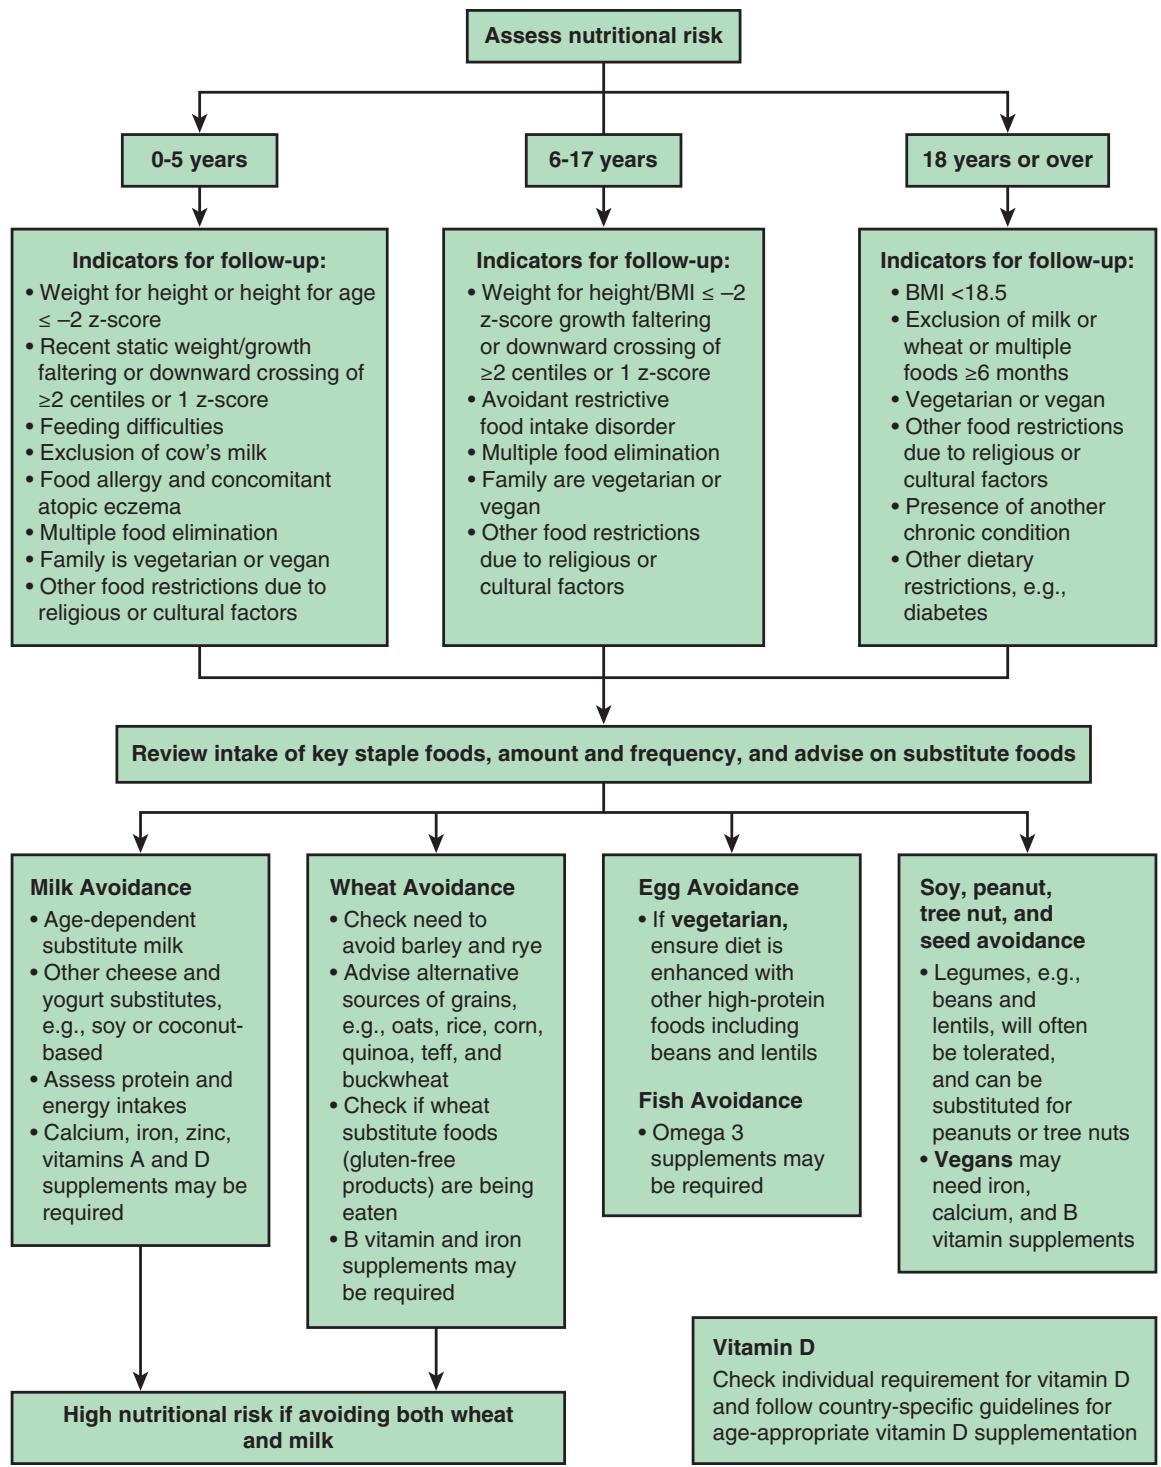 Assess nutritional risk
0-5 years
6-17 years
18 years or over
Indicators for follow-up:
• Weight for height or height for age
≤ –2 z-score
• Recent static weight/growth
faltering or downward crossing of
≥2 centiles or 1 z-score
• Feeding difficulties
• Exclusion of cow's milk
• Food allergy and concomitant
atopic eczema
• Multiple food elimination
• Family is vegetarian or vegan
• Other food restrictions due to
religious or cultural factors
Indicators for follow-up:
• Weight for height/BMI ≤ –2
z-score growth faltering
or downward crossing of
≥2 centiles or 1 z-score
• Avoidant restrictive
food intake disorder
• Multiple food elimination
• Family are vegetarian or
vegan
• Other food restrictions
due to religious or
cultural factors
Indicators for follow-up:
• BMI <18.5
• Exclusion of milk or
wheat or multiple
foods ≥6 months
• Vegetarian or vegan
• Other food restrictions
due to religious or
cultural factors
• Presence of another
chronic condition
• Other dietary
restrictions, e.g.,
diabetes
Review intake of key staple foods, amount and frequency, and advise on substitute foods
Milk Avoidance
• Age-dependent
substitute milk
• Other cheese and
yogurt substitutes,
e.g., soy or coconut-
based
• Assess protein and
energy intakes
• Calcium, iron, zinc,
vitamins A and D
supplements may be
required
Wheat Avoidance
• Check need to
avoid barley and rye
• Advise alternative
sources of grains,
e.g., oats, rice, corn,
quinoa, teff, and
buckwheat
• Check if wheat
substitute foods
(gluten-free
products) are being
eaten
• B vitamin and iron
supplements may
be required
Egg Avoidance
• If vegetarian,
ensure diet is
enhanced with
other high-protein
foods including
beans and lentils
Fish Avoidance
• Omega 3
supplements may
be required
Soy, peanut,
tree nut, and
seed avoidance
• Legumes, e.g.,
beans and
lentils, will often
be tolerated,
and can be
substituted for
peanuts or tree nuts
• Vegans may
need iron,
calcium, and B
vitamin supplements
High nutritional risk if avoiding both wheat
and milk
Vitamin D
Check individual requirement for vitamin D
and follow country-specific guidelines for
age-appropriate vitamin D supplementation